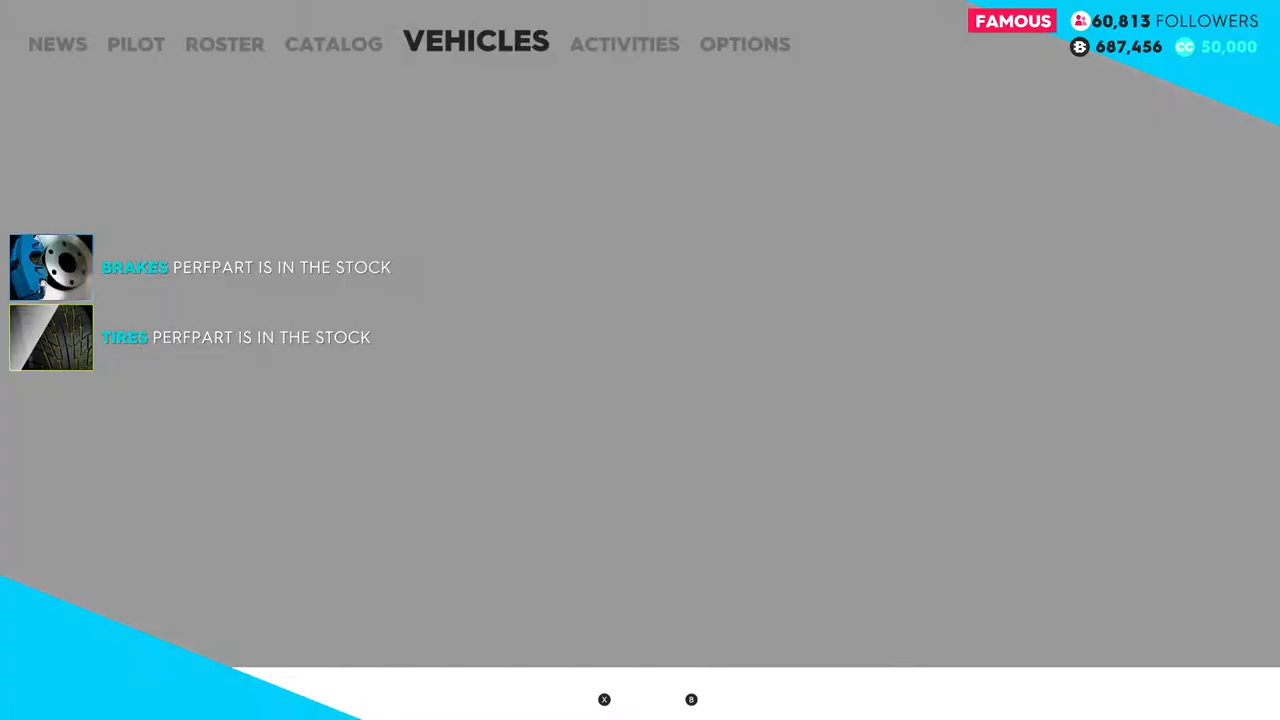 NEWS PILOT ROSTER CATALOG VEHICLES ACTIVITIES OPTIONS
FAMOUS 60,813 FOLLOWERS
B 687,456 CC 50,000
BRAKES PERFPART IS IN THE STOCK
TIRES PERFPART IS IN THE STOCK
X B